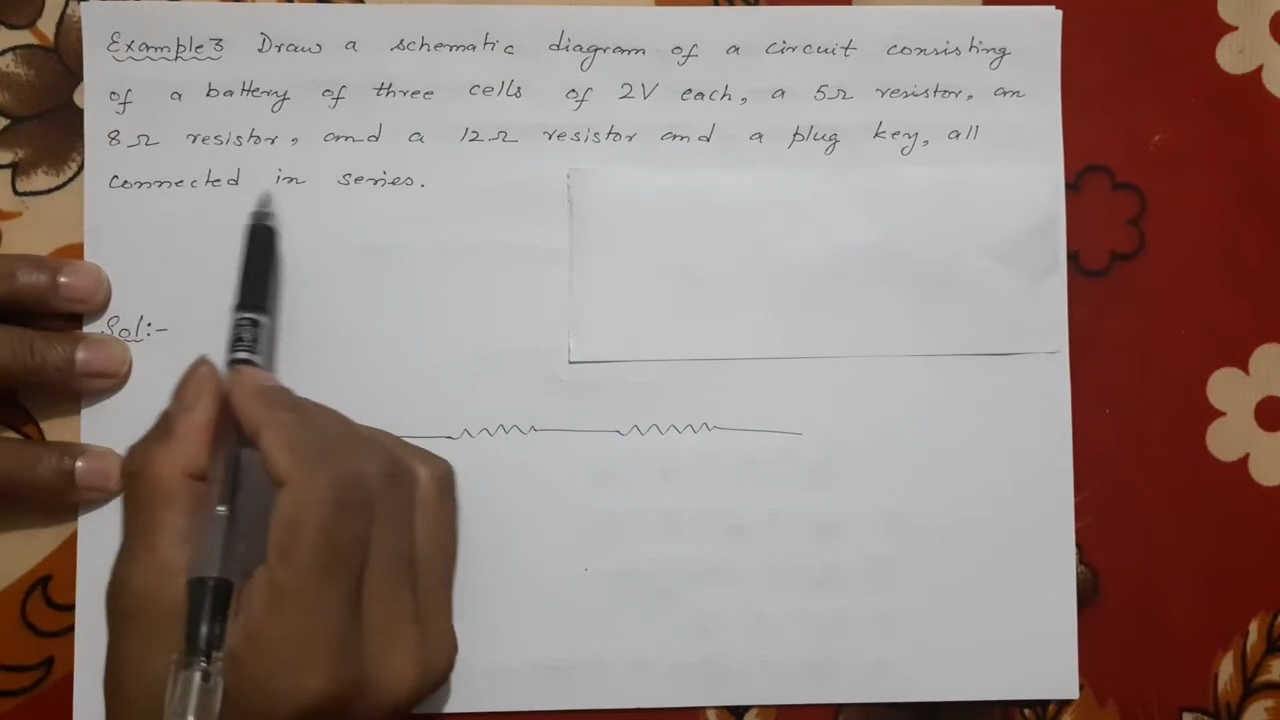 Example 3 Draw a schematic diagram of a circuit consisting
of a battery of three cells of 2V each, a 5Ω resistor, an
8Ω resistor, and a 12Ω resistor and a plug key, all
connected in series.
Sol:-